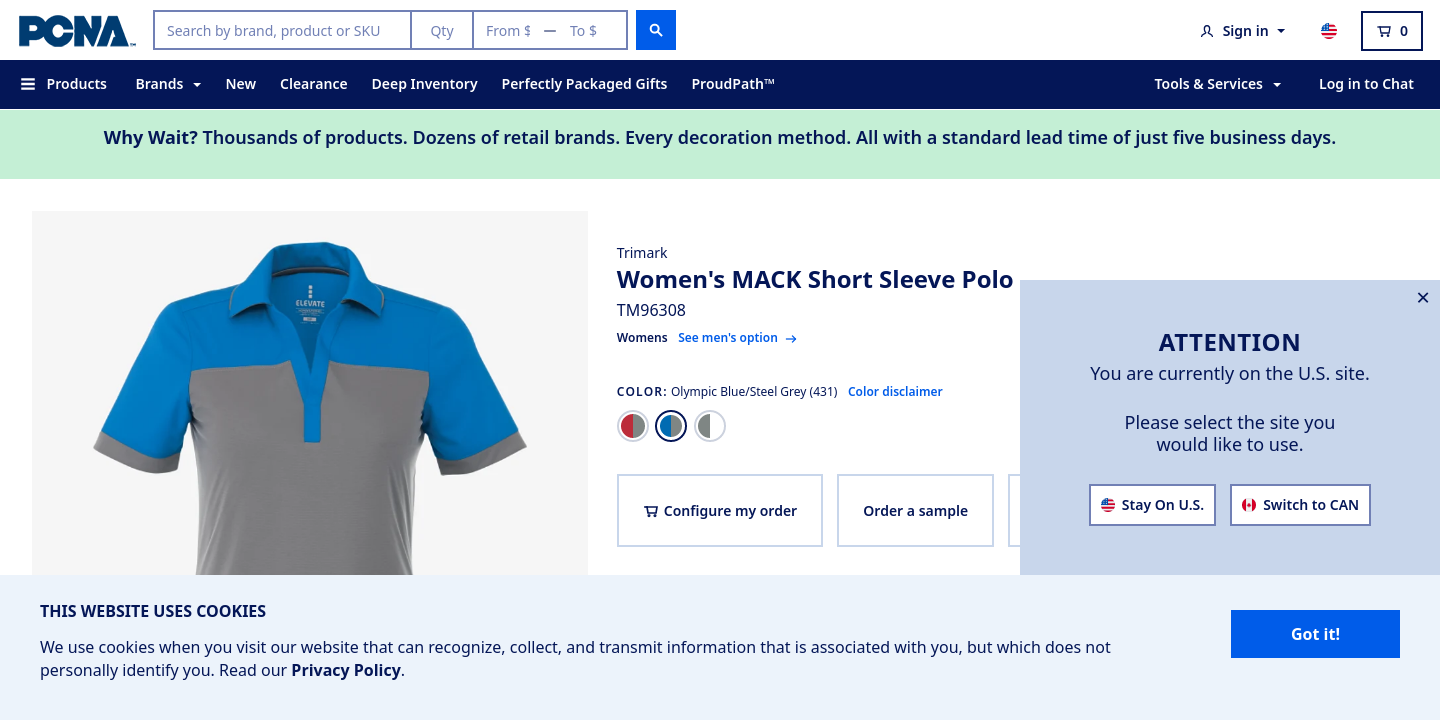 PCNA™
Search by brand, product or SKU
Qty
From $ — To $
Sign in
0
Products
Brands
New
Clearance
Deep Inventory
Perfectly Packaged Gifts
ProudPath™
Tools & Services
Log in to Chat
Why Wait? Thousands of products. Dozens of retail brands. Every decoration method. All with a standard lead time of just five business days.
ELEVATE
Trimark
Women's MACK Short Sleeve Polo
TM96308
Womens See men's option →
COLOR: Olympic Blue/Steel Grey (431) Color disclaimer
Configure my order
Order a sample
ATTENTION
You are currently on the U.S. site.
Please select the site you
would like to use.
Stay On U.S.
Switch to CAN
THIS WEBSITE USES COOKIES
We use cookies when you visit our website that can recognize, collect, and transmit information that is associated with you, but which does not
personally identify you. Read our Privacy Policy.
Got it!